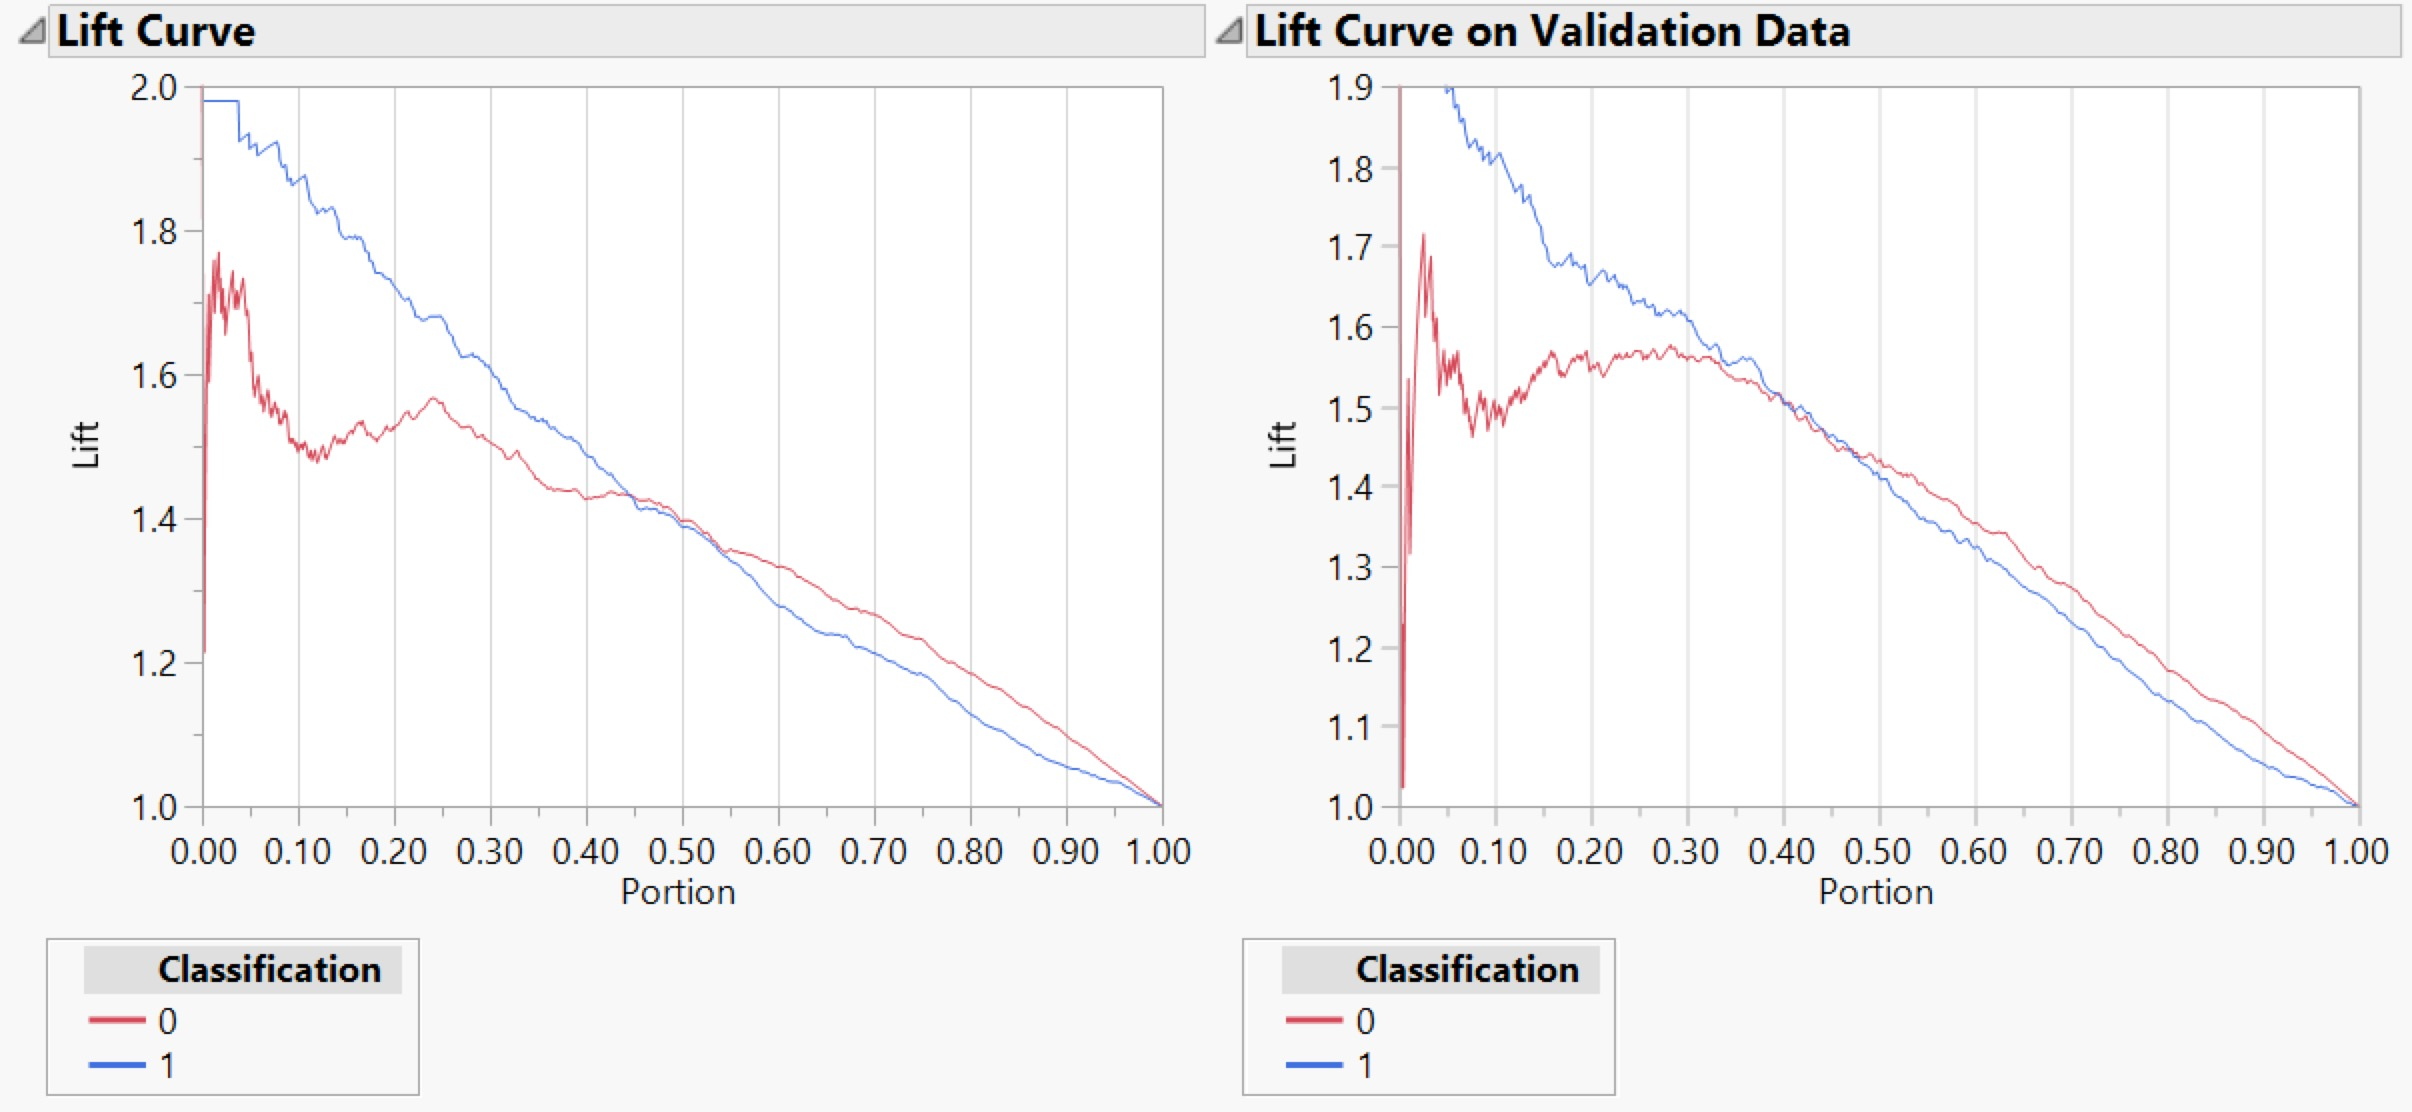 Lift Curve
2.0
1.8
1.6
1.4
1.2
1.0
Lift
0.00 0.10 0.20 0.30 0.40 0.50 0.60 0.70 0.80 0.90 1.00
Portion
Classification
0
1
Lift Curve on Validation Data
1.9
1.8
1.7
1.6
1.5
1.4
1.3
1.2
1.1
1.0
Lift
0.00 0.10 0.20 0.30 0.40 0.50 0.60 0.70 0.80 0.90 1.00
Portion
Classification
0
1